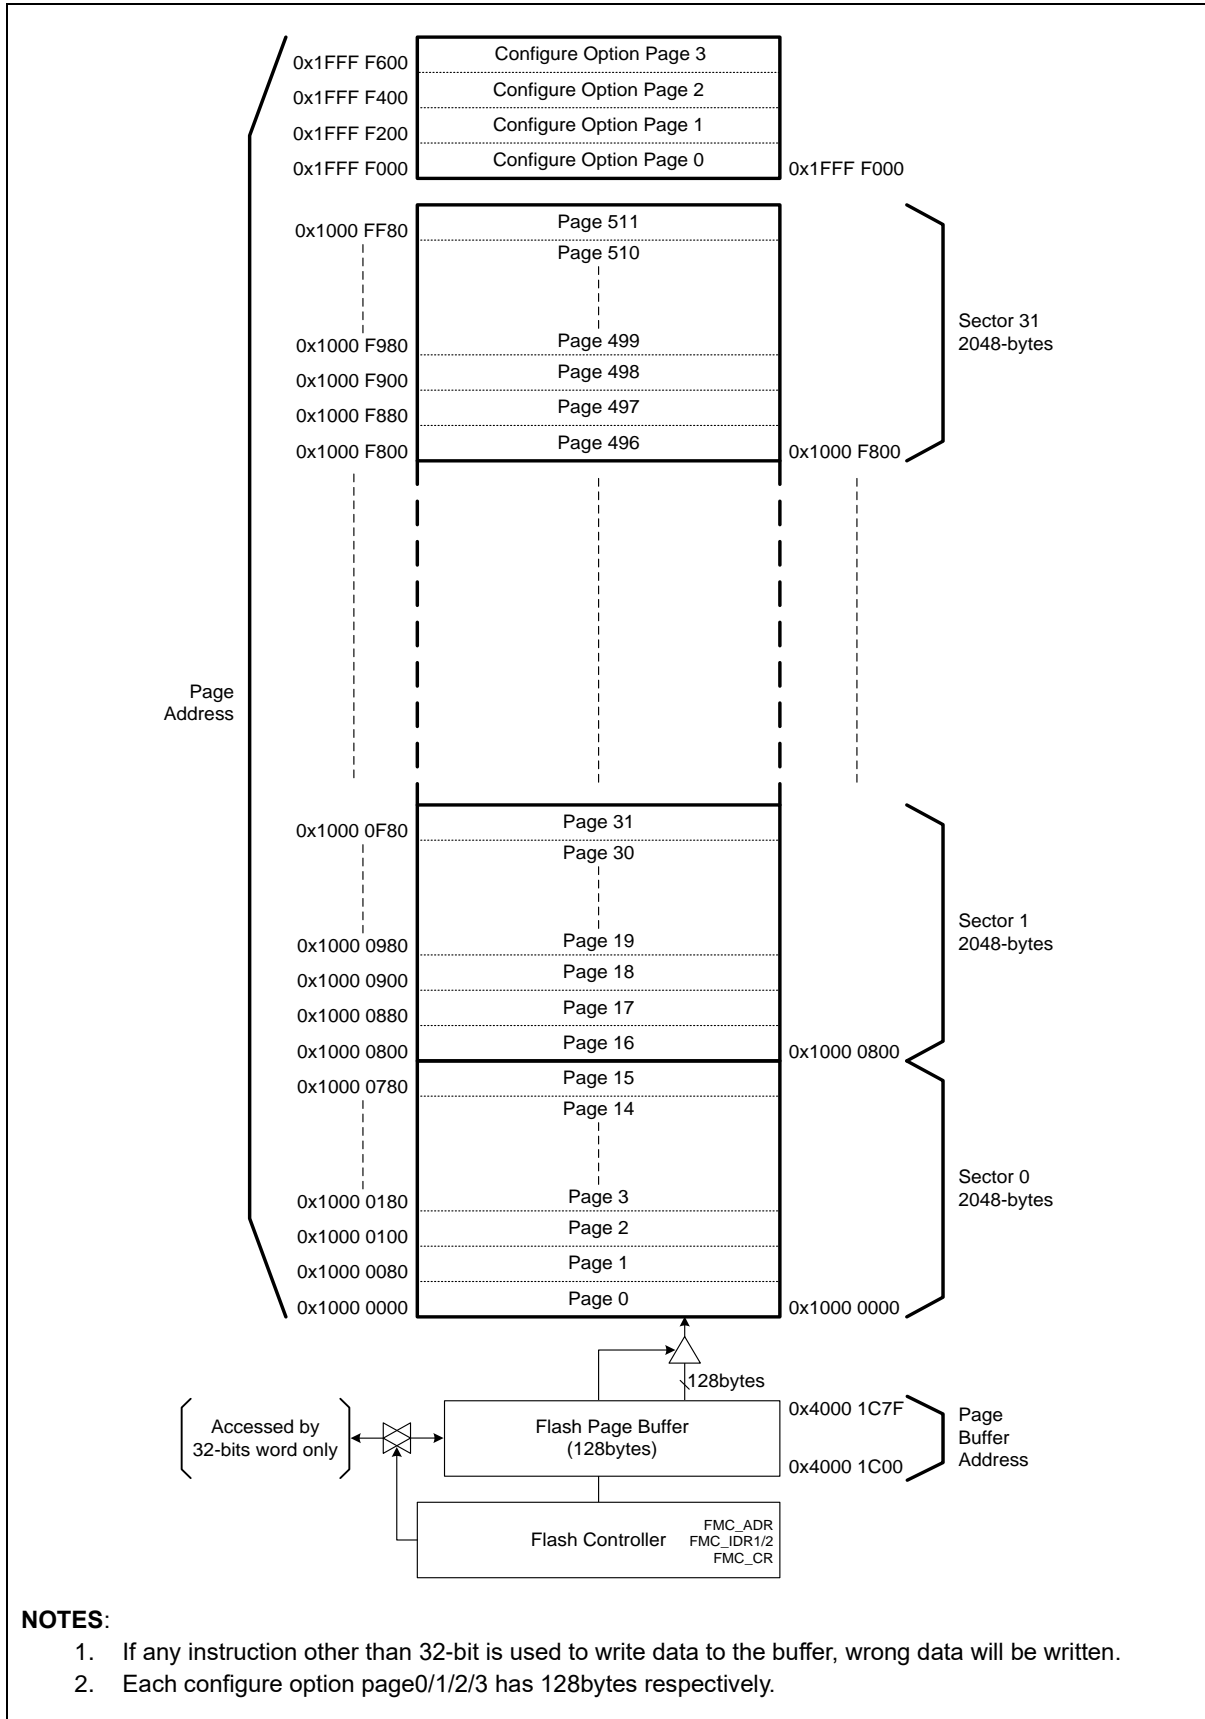 0x1FFF F600 Configure Option Page 3
0x1FFF F400 Configure Option Page 2
0x1FFF F200 Configure Option Page 1
0x1FFF F000 Configure Option Page 0 0x1FFF F000
0x1000 FF80 Page 511
Page 510
Sector 31
2048-bytes
0x1000 F980 Page 499
0x1000 F900 Page 498
0x1000 F880 Page 497
0x1000 F800 Page 496 0x1000 F800
Page
Address
0x1000 0F80 Page 31
Page 30
Sector 1
2048-bytes
0x1000 0980 Page 19
0x1000 0900 Page 18
0x1000 0880 Page 17
0x1000 0800 Page 16 0x1000 0800
0x1000 0780 Page 15
Page 14
Sector 0
2048-bytes
0x1000 0180 Page 3
0x1000 0100 Page 2
0x1000 0080 Page 1
0x1000 0000 Page 0 0x1000 0000
128bytes
Accessed by
32-bits word only
Flash Page Buffer
(128bytes)
0x4000 1C7F
0x4000 1C00
Page
Buffer
Address
Flash Controller
FMC_ADR
FMC_IDR1/2
FMC_CR
NOTES:
1. If any instruction other than 32-bit is used to write data to the buffer, wrong data will be written.
2. Each configure option page0/1/2/3 has 128bytes respectively.